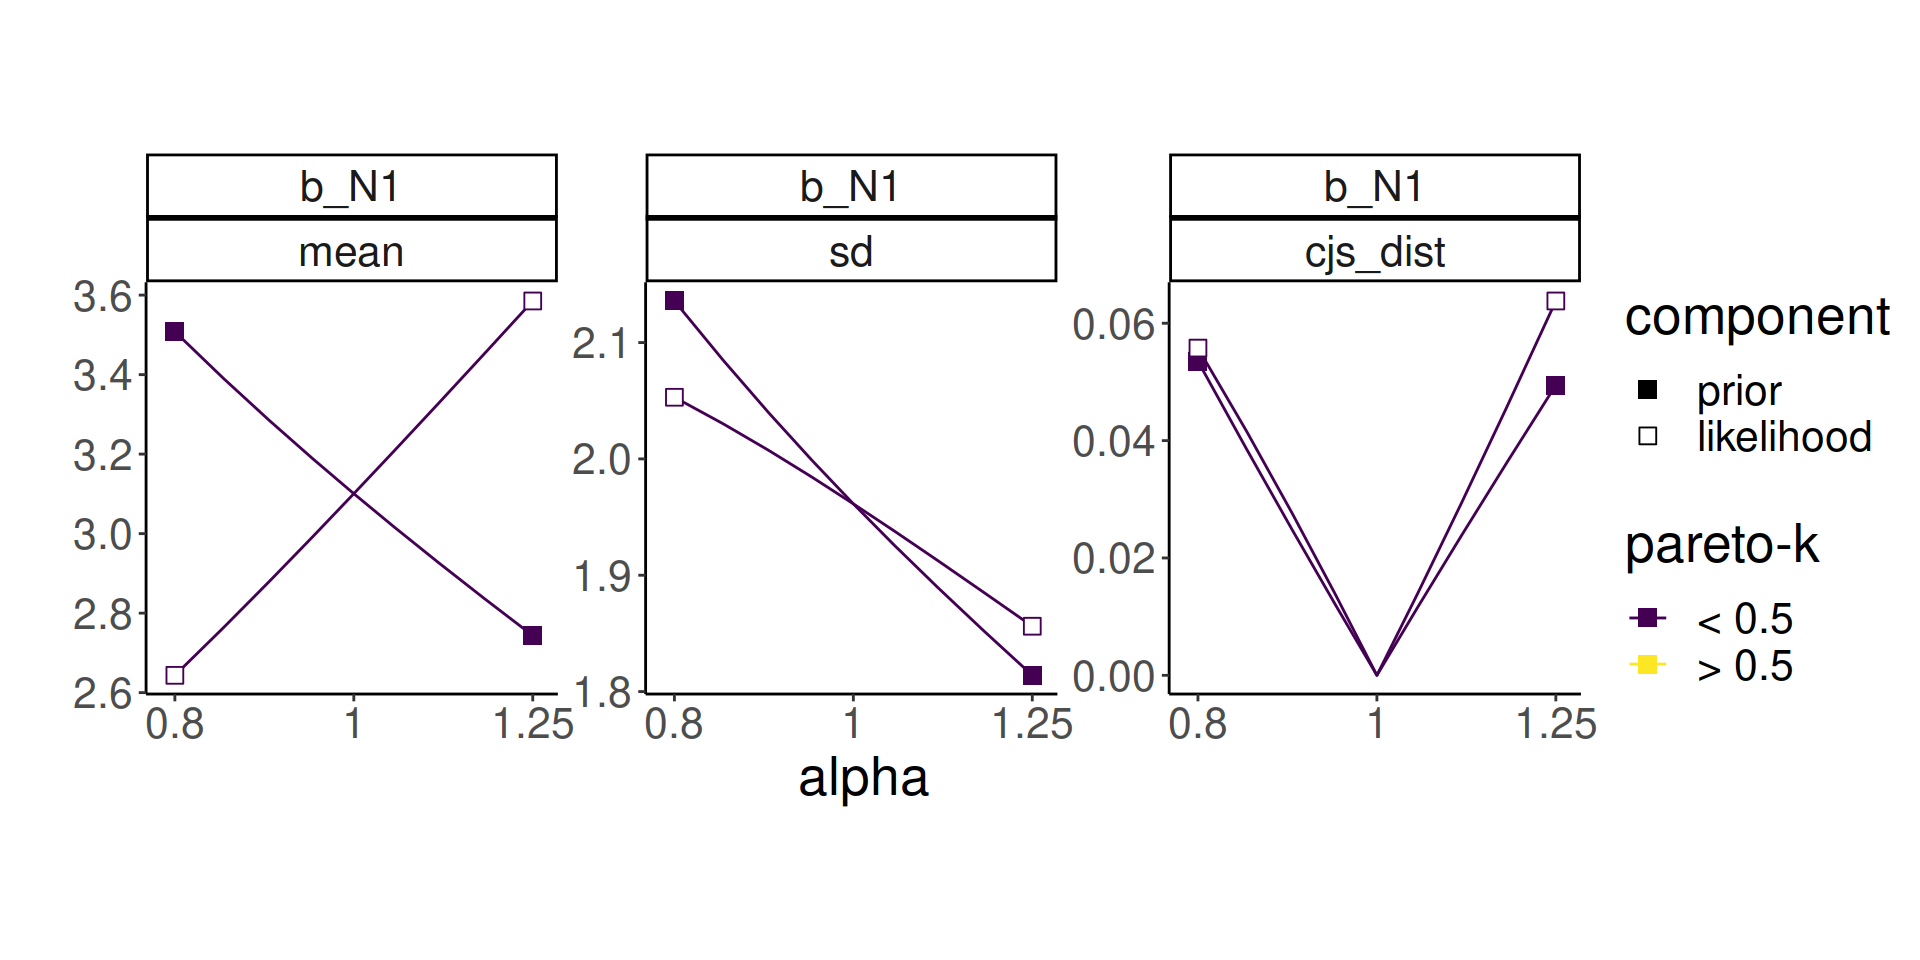 b_N1
mean
3.6
3.4
3.2
3.0
2.8
2.6
0.8 1 1.25
b_N1
sd
2.1
2.0
1.9
1.8
0.8 1 1.25
b_N1
cjs_dist
0.06
0.04
0.02
0.00
0.8 1 1.25
alpha
component
prior
likelihood
pareto-k
< 0.5
> 0.5